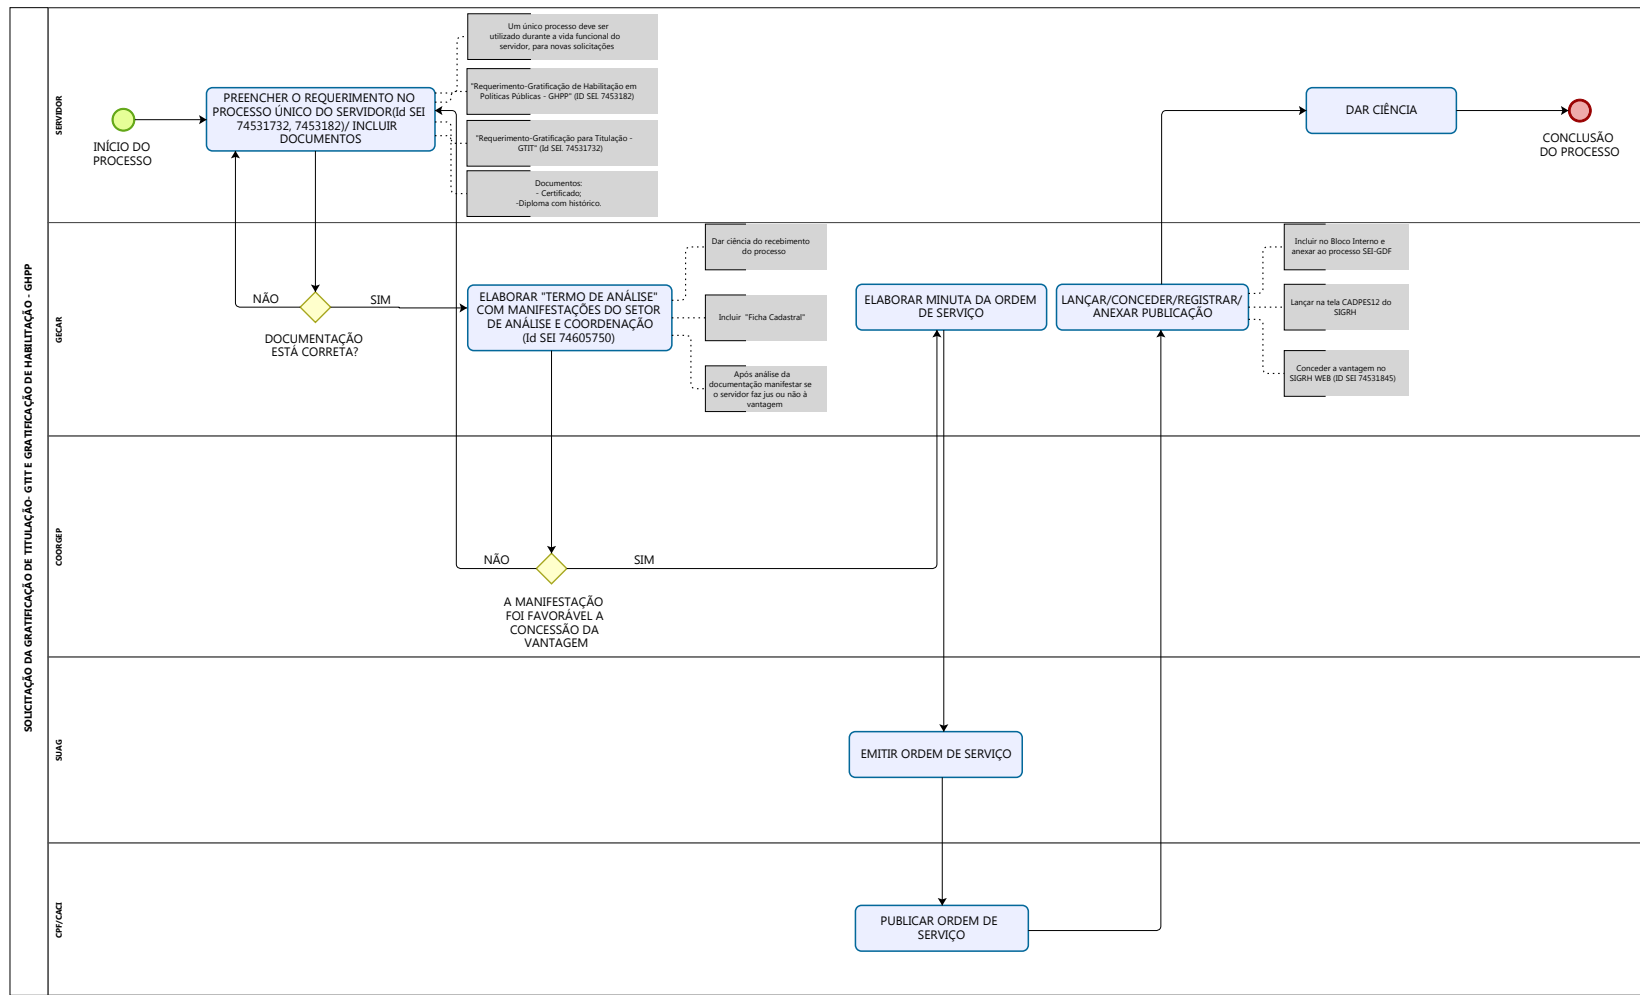 SOLICITAÇÃO DA GRATIFICAÇÃO DE TITULAÇÃO- GTIT E GRATIFICAÇÃO DE HABILITAÇÃO - GHPP
SERVIDOR
INÍCIO DO
PROCESSO
PREENCHER O REQUERIMENTO NO
PROCESSO ÚNICO DO SERVIDOR(Id SEI
74531732, 7453182)/ INCLUIR
DOCUMENTOS
Um único processo deve ser
utilizado durante a vida funcional do
servidor, para novas solicitações
"Requerimento-Gratificação de Habilitação em
Políticas Públicas - GHPP" (ID SEI. 7453182)
"Requerimento-Gratificação para Titulação -
GTIT" (Id SEI. 74531732)
Documentos:
- Certificado;
-Diploma com histórico.
DAR CIÊNCIA
CONCLUSÃO
DO PROCESSO
GECAR
NÃO
SIM
DOCUMENTAÇÃO
ESTÁ CORRETA?
ELABORAR "TERMO DE ANÁLISE"
COM MANIFESTAÇÕES DO SETOR
DE ANÁLISE E COORDENAÇÃO
(Id SEI 74605750)
Dar ciência do recebimento
do processo
Incluir "Ficha Cadastral"
Após análise da
documentação manifestar se
o servidor faz jus ou não à
vantagem
ELABORAR MINUTA DA ORDEM
DE SERVIÇO
LANÇAR/CONCEDER/REGISTRAR/
ANEXAR PUBLICAÇÃO
Incluir no Bloco Interno e
anexar ao processo SEI-GDF
Lançar na tela CADPES12 do
SIGRH
Conceder a vantagem no
SIGRH WEB (ID SEI 74531845)
COORGEP
NÃO
SIM
A MANIFESTAÇÃO
FOI FAVORÁVEL A
CONCESSÃO DA
VANTAGEM
SUAG
EMITIR ORDEM DE SERVIÇO
CPF/CACI
PUBLICAR ORDEM DE
SERVIÇO